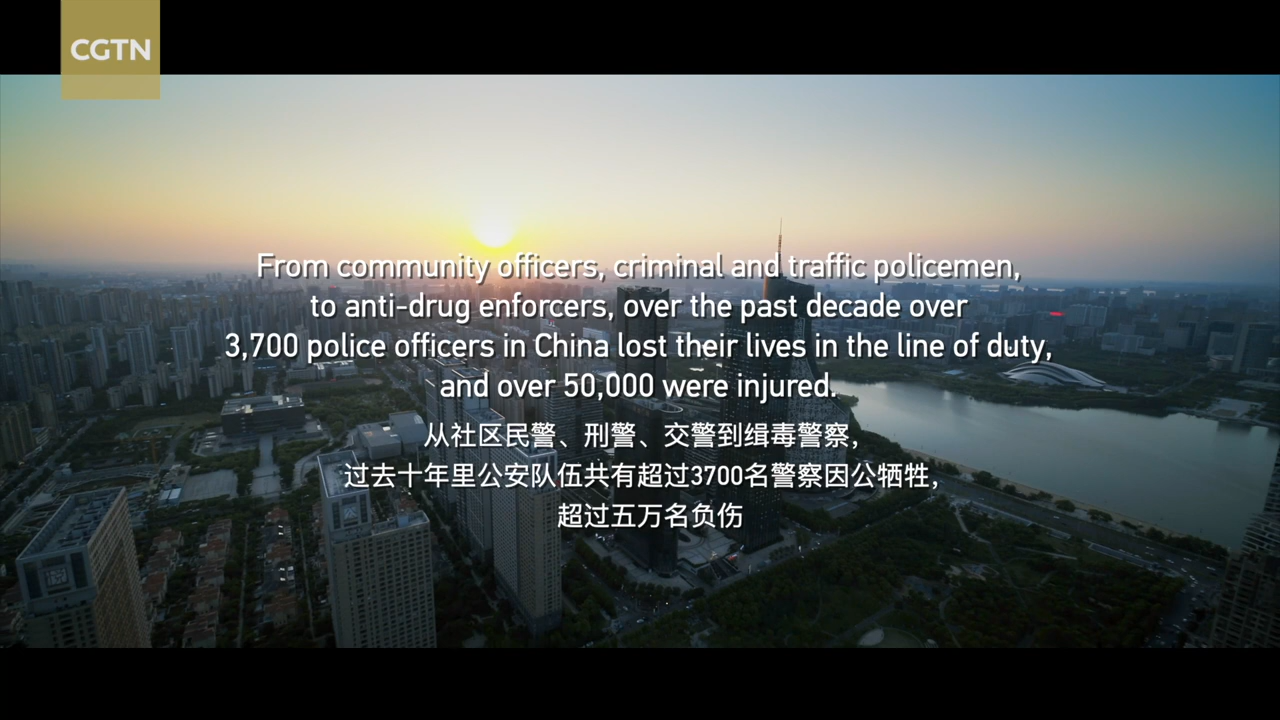 CGTN
From community officers, criminal and traffic policemen,
to anti-drug enforcers, over the past decade over
3,700 police officers in China lost their lives in the line of duty,
and over 50,000 were injured.
从社区民警、刑警、交警到缉毒警察，
过去十年里公安队伍共有超过3700名警察因公牺牲，
超过五万名负伤